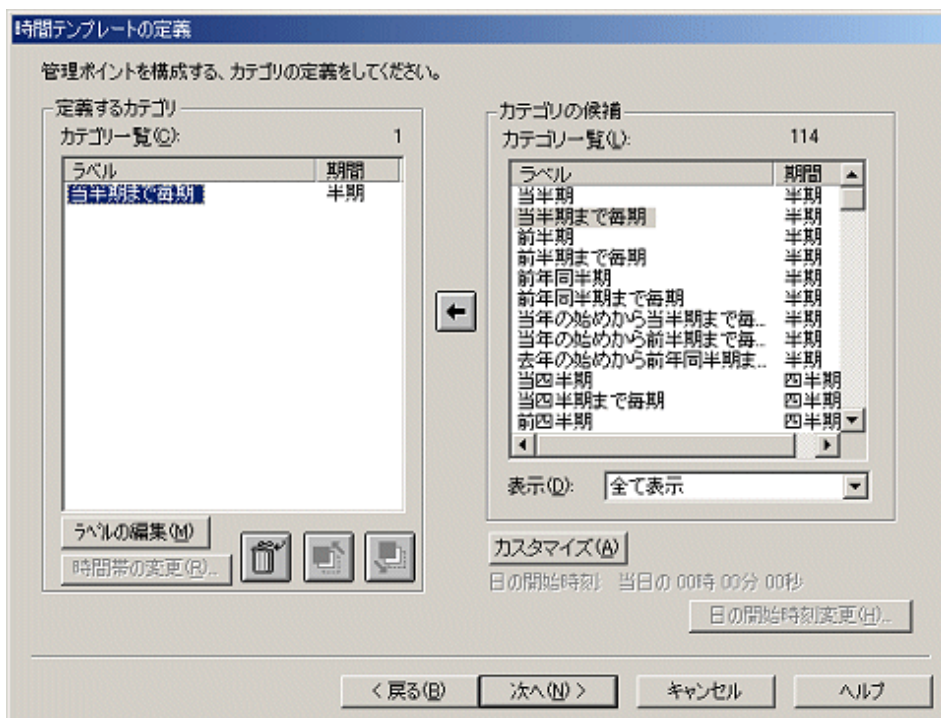 時間テンプレートの定義
管理ポイントを構成する、カテゴリの定義をしてください。
定義するカテゴリ
カテゴリ一覧(C): 1
ラベル 期間
当半期まで毎期 半期
ラベルの編集(M)
時間帯の変更(R)...
カテゴリの候補
カテゴリ一覧(L): 114
ラベル 期間
当半期 半期
当半期まで毎期 半期
前半期 半期
前半期まで毎期 半期
前年同半期 半期
前年同半期まで毎期 半期
当年の始めから当半期まで毎... 半期
当年の始めから前半期まで毎... 半期
去年の始めから前年同半期ま... 半期
当四半期 四半期
当四半期まで毎期 四半期
前四半期 四半期
表示(D): 全て表示
カスタマイズ(A)
日の開始時刻: 当日の 00時 00分 00秒
日の開始時刻変更(H)...
< 戻る(B) 次へ(N) > キャンセル ヘルプ